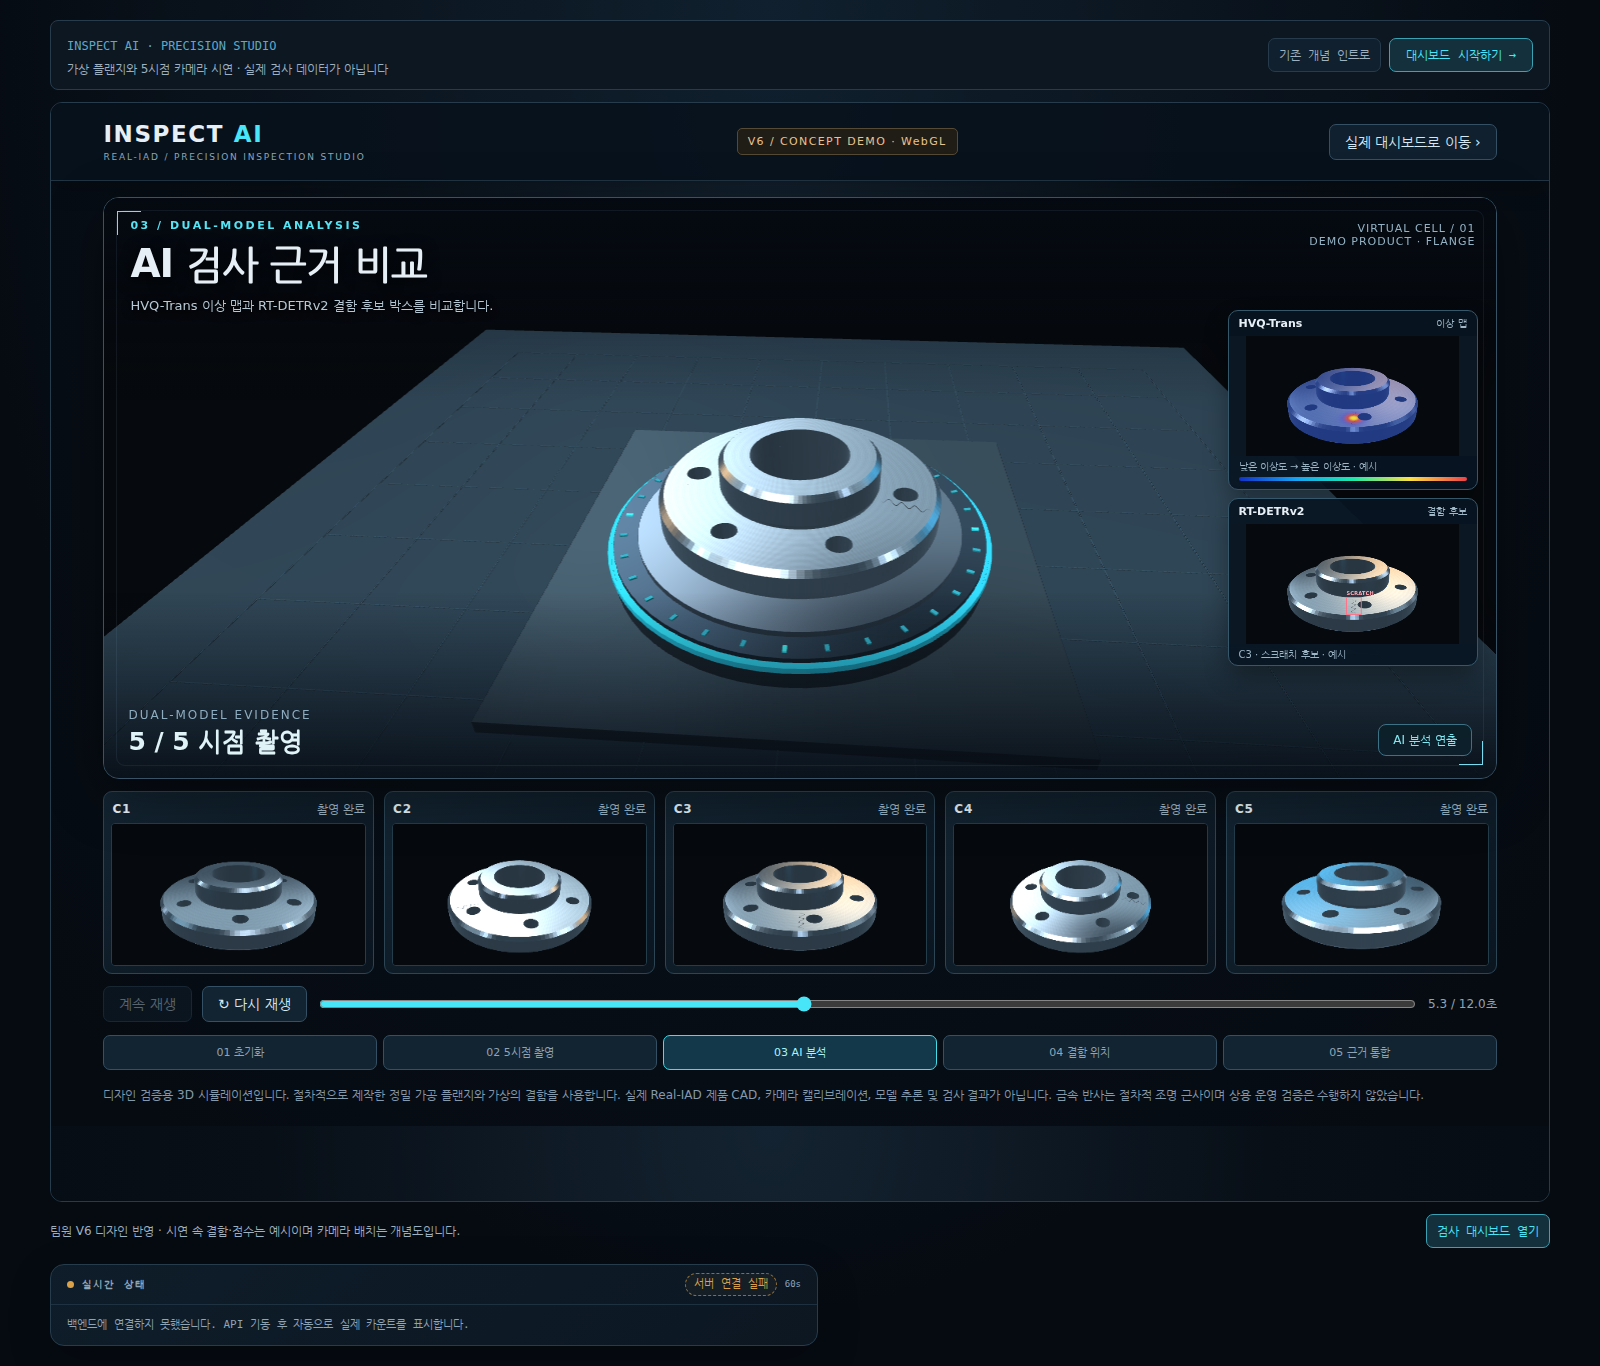 INSPECT AI · PRECISION STUDIO
가상 플랜지와 5시점 카메라 시연 · 실제 검사 데이터가 아닙니다
기존 개념 인트로
대시보드 시작하기 →
INSPECT AI
REAL-IAD / PRECISION INSPECTION STUDIO
V6 / CONCEPT DEMO · WebGL
실제 대시보드로 이동 ›
03 / DUAL-MODEL ANALYSIS
AI 검사 근거 비교
HVQ-Trans 이상 맵과 RT-DETRv2 결함 후보 박스를 비교합니다.
VIRTUAL CELL / 01
DEMO PRODUCT · FLANGE
HVQ-Trans 이상 맵
낮은 이상도 → 높은 이상도 · 예시
RT-DETRv2 결함 후보
SCRATCH
C3 · 스크래치 후보 · 예시
DUAL-MODEL EVIDENCE
5 / 5 시점 촬영
AI 분석 연출
C1 촬영 완료
C2 촬영 완료
C3 촬영 완료
C4 촬영 완료
C5 촬영 완료
계속 재생
↻ 다시 재생
5.3 / 12.0초
01 초기화
02 5시점 촬영
03 AI 분석
04 결함 위치
05 근거 통합
디자인 검증용 3D 시뮬레이션입니다. 절차적으로 제작한 정밀 가공 플랜지와 가상의 결함을 사용합니다. 실제 Real-IAD 제품 CAD, 카메라 캘리브레이션, 모델 추론 및 검사 결과가 아닙니다. 금속 반사는 절차적 조명 근사이며 상용 운영 검증은 수행하지 않았습니다.
팀원 V6 디자인 반영 · 시연 속 결함·점수는 예시이며 카메라 배치는 개념도입니다.
검사 대시보드 열기
실시간 상태
서버 연결 실패
60s
백엔드에 연결하지 못했습니다. API 기동 후 자동으로 실제 카운트를 표시합니다.